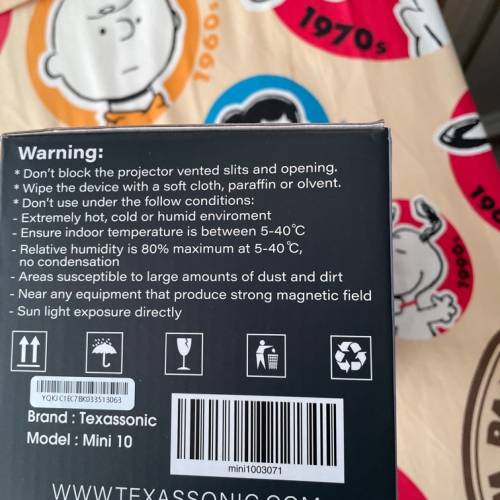 1960s
1970s
Warning:
* Don't block the projector vented slits and opening.
* Wipe the device with a soft cloth, paraffin or olvent.
* Don't use under the follow conditions:
- Extremely hot, cold or humid enviroment
- Ensure indoor temperature is between 5-40℃
- Relative humidity is 80% maximum at 5-40℃,
no condensation
- Areas susceptible to large amounts of dust and dirt
- Near any equipment that produce strong magnetic field
- Sun light exposure directly
YQKJC1EC7BK033513063
Brand : Texassonic
Model : Mini 10
mini1003071
WWW.TEXASSONIC.COM
1990s